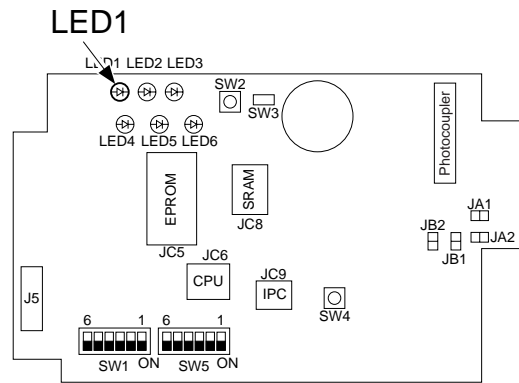 LED1
LED1 LED2 LED3
SW2
SW3
LED4 LED5 LED6
Photocoupler
EPROM
SRAM
JA1
JC5
JC8
JB2
JA2
JB1
JC6
CPU
JC9
IPC
J5
SW4
6 1
6 1
SW1 ON
SW5 ON